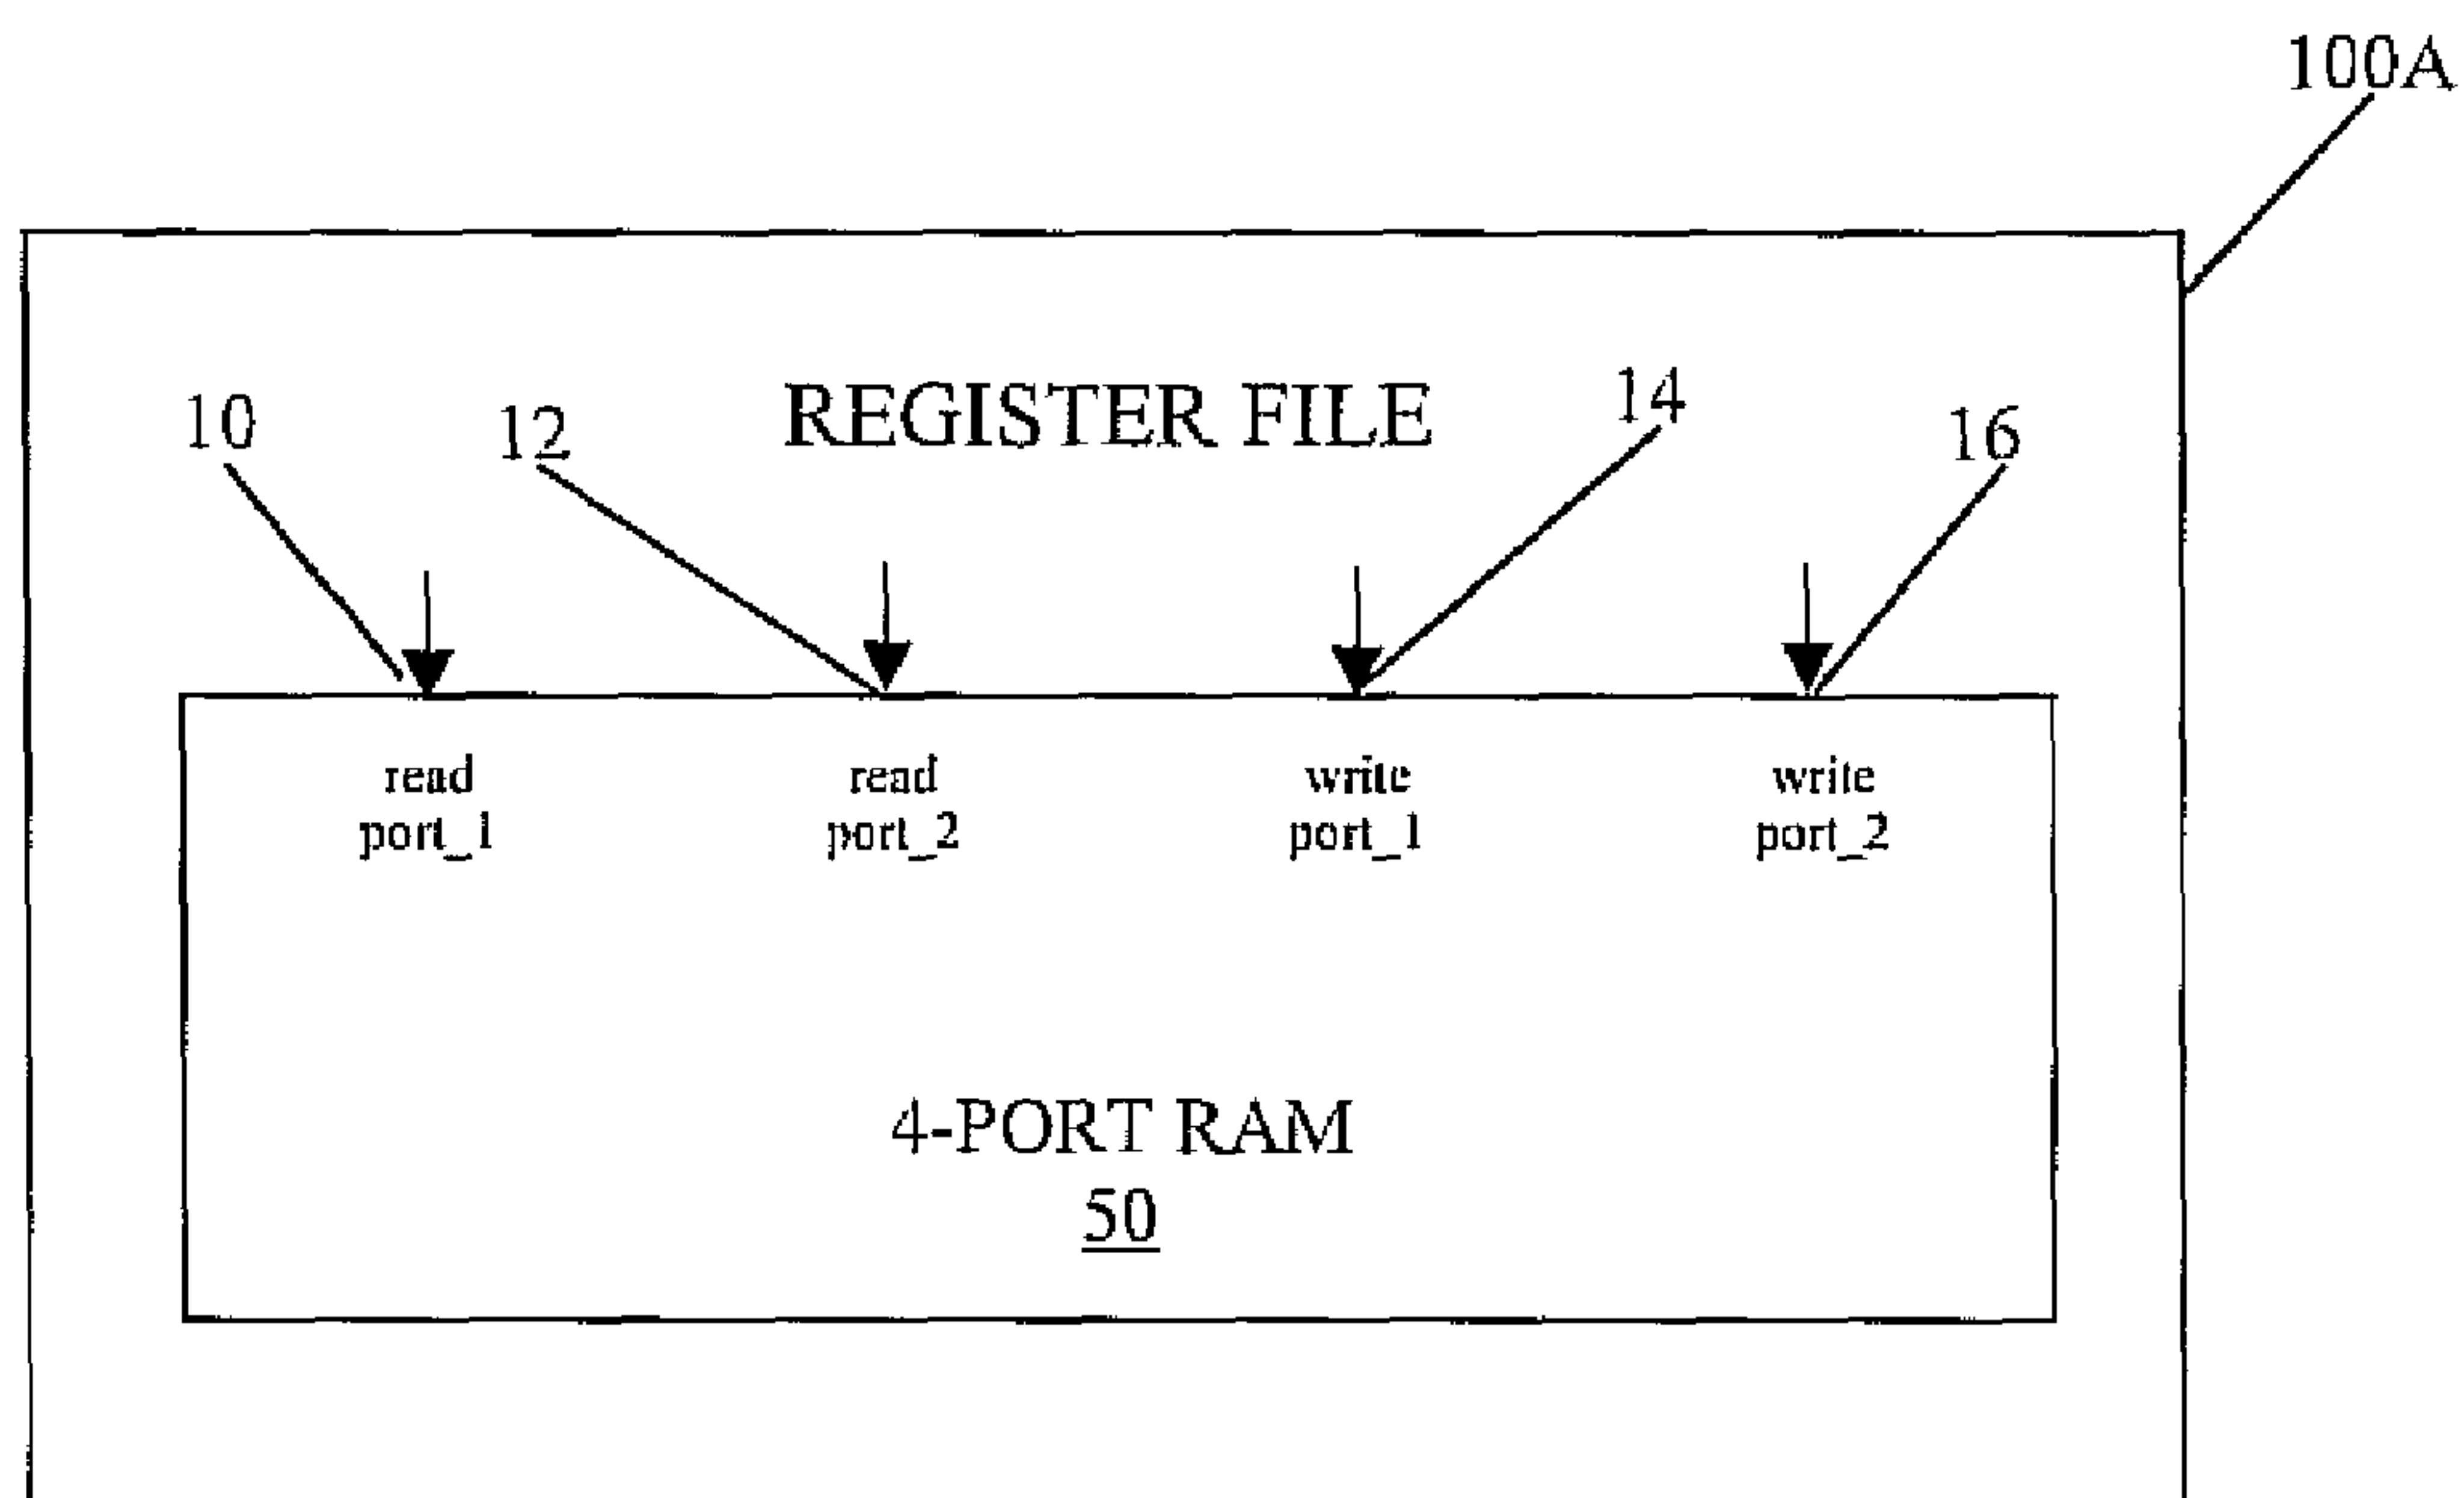 100A
REGISTER FILE
10
12
14
16
read
port_1
read
port_2
write
port_1
write
port_2
4-PORT RAM
50